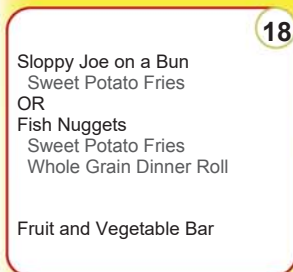 18
Sloppy Joe on a Bun
Sweet Potato Fries
OR
Fish Nuggets
Sweet Potato Fries
Whole Grain Dinner Roll
Fruit and Vegetable Bar